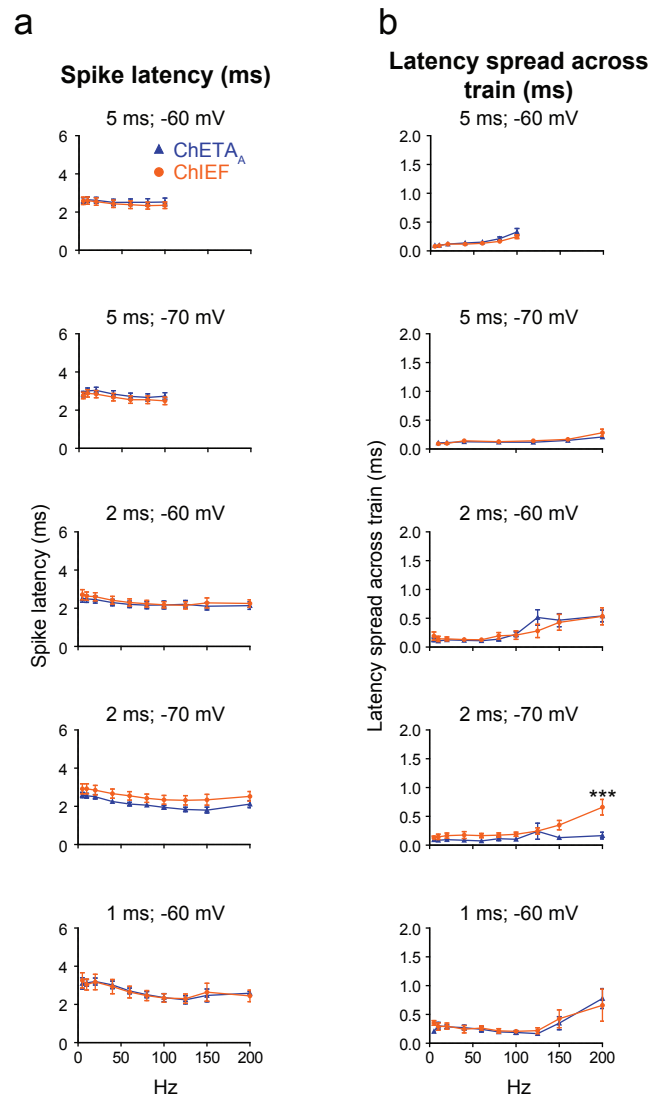 a
Spike latency (ms)
5 ms; -60 mV
6
4
2
0
ChETA_A
ChIEF
5 ms; -70 mV
6
4
2
0
2 ms; -60 mV
6
4
2
0
2 ms; -70 mV
6
4
2
0
1 ms; -60 mV
6
4
2
0
0 50 100 150 200
Hz
Spike latency (ms)
b
Latency spread across
train (ms)
5 ms; -60 mV
2.0
1.5
1.0
0.5
0.0
5 ms; -70 mV
2.0
1.5
1.0
0.5
0.0
2 ms; -60 mV
2.0
1.5
1.0
0.5
0.0
2 ms; -70 mV
2.0
1.5
1.0
0.5
0.0
***
1 ms; -60 mV
2.0
1.5
1.0
0.5
0.0
0 50 100 150 200
Hz
Latency spread across train (ms)